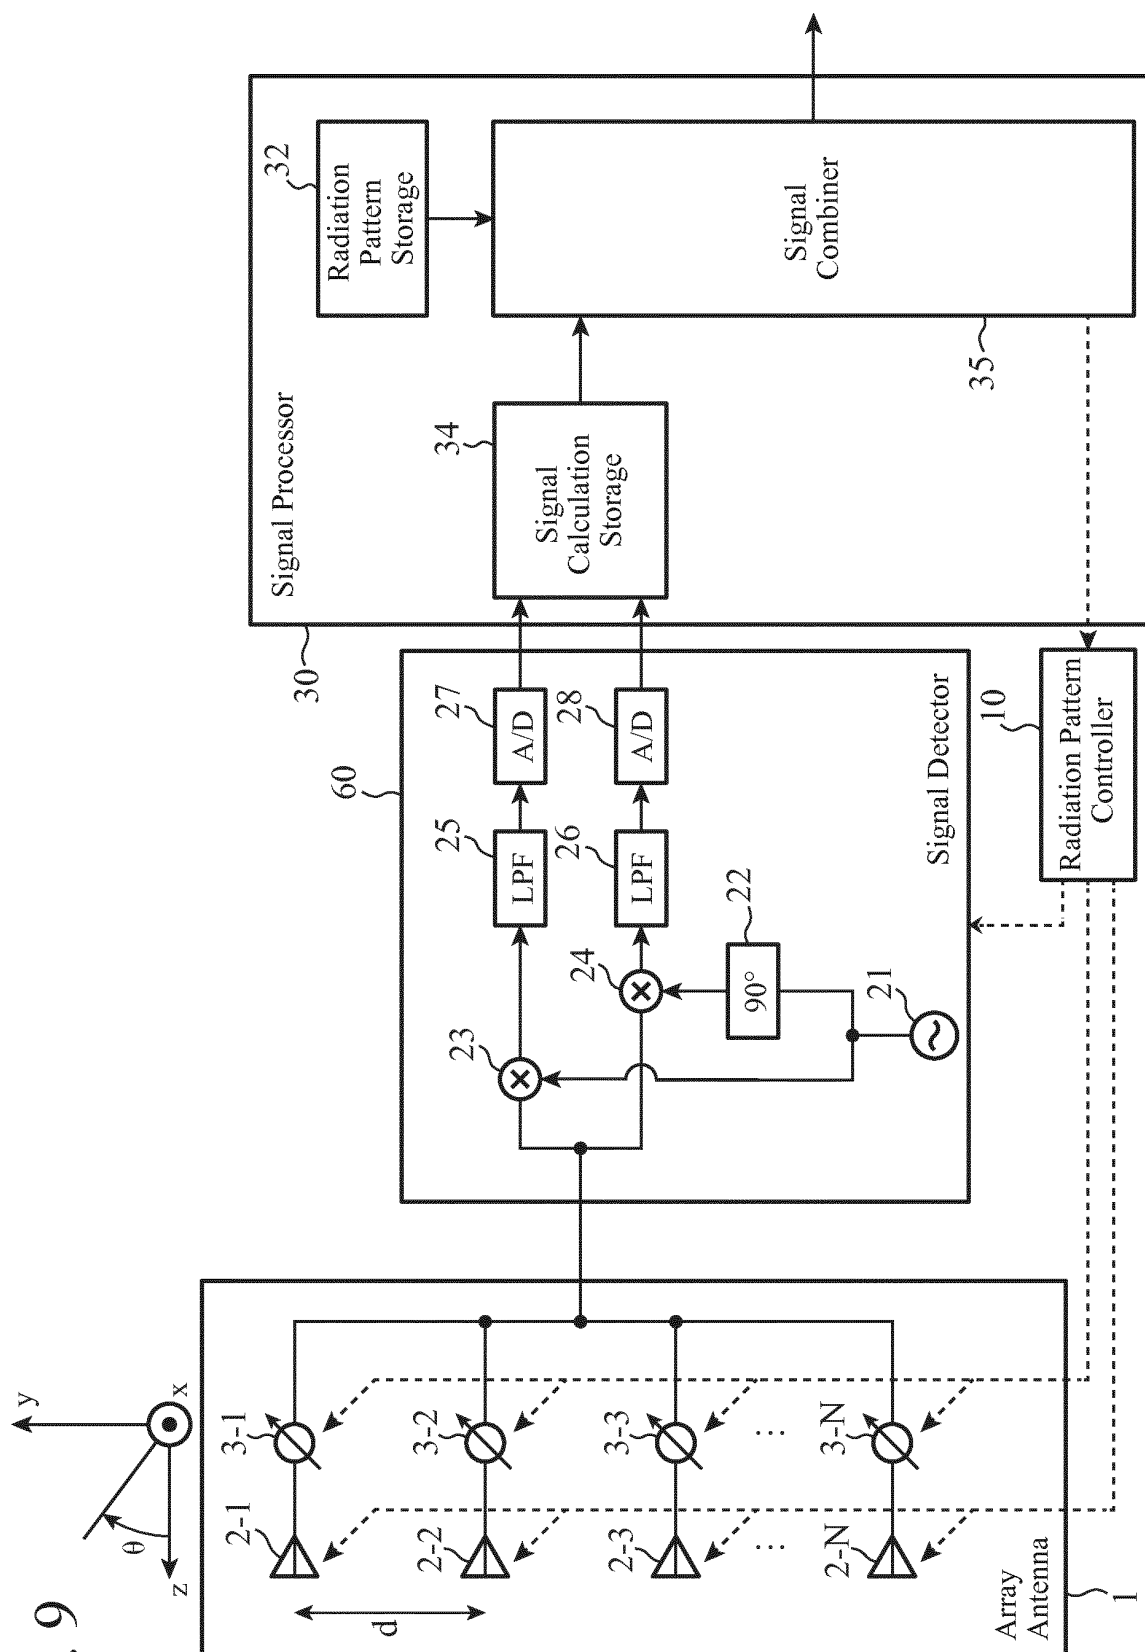 . 9
y
x
z
θ
d
2-1
3-1
2-2
3-2
2-3
3-3
...
...
2-N
3-N
Array
Antenna
1
60
23
24
25
LPF
26
LPF
27
A/D
28
A/D
22
90°
21
Signal Detector
30
Signal Processor
34
Signal
Calculation
Storage
32
Radiation
Pattern
Storage
Signal
Combiner
35
10
Radiation Pattern
Controller